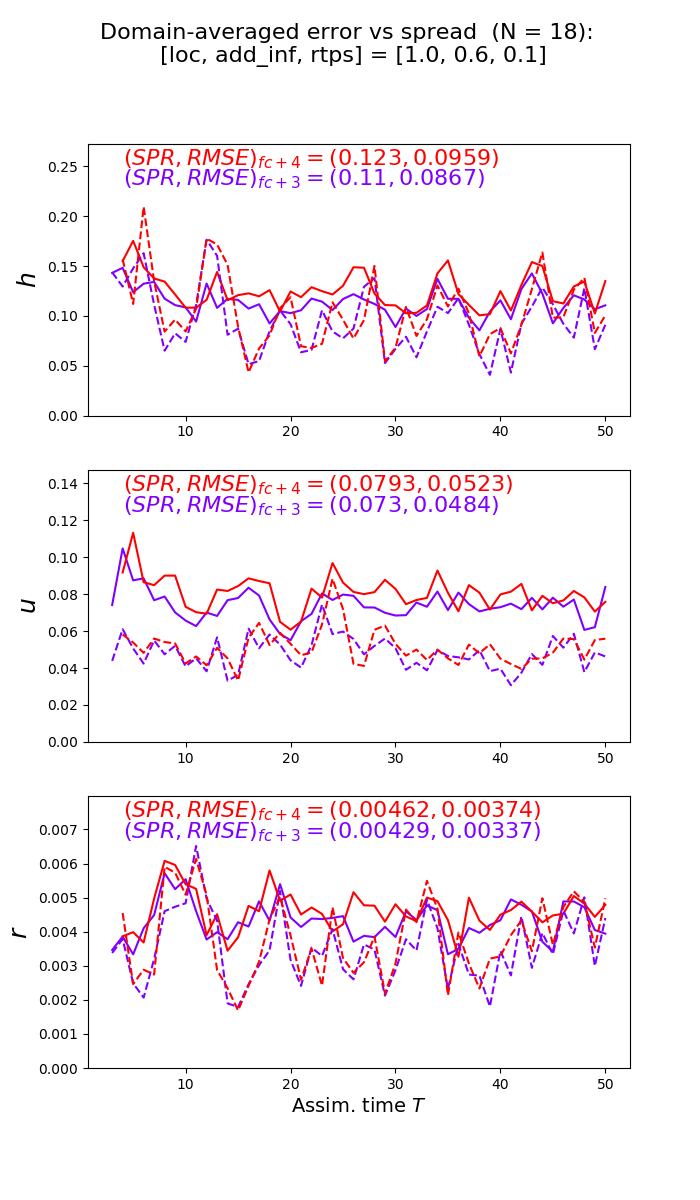 Domain-averaged error vs spread (N = 18):
[loc, add_inf, rtps] = [1.0, 0.6, 0.1]
(SPR, RMSE)fc+4 = (0.123, 0.0959)
(SPR, RMSE)fc+3 = (0.11, 0.0867)
0.25
0.20
0.15
0.10
0.05
0.00
h
10 20 30 40 50
(SPR, RMSE)fc+4 = (0.0793, 0.0523)
(SPR, RMSE)fc+3 = (0.073, 0.0484)
0.14
0.12
0.10
0.08
0.06
0.04
0.02
0.00
u
10 20 30 40 50
(SPR, RMSE)fc+4 = (0.00462, 0.00374)
(SPR, RMSE)fc+3 = (0.00429, 0.00337)
0.007
0.006
0.005
0.004
0.003
0.002
0.001
0.000
r
10 20 30 40 50
Assim. time T